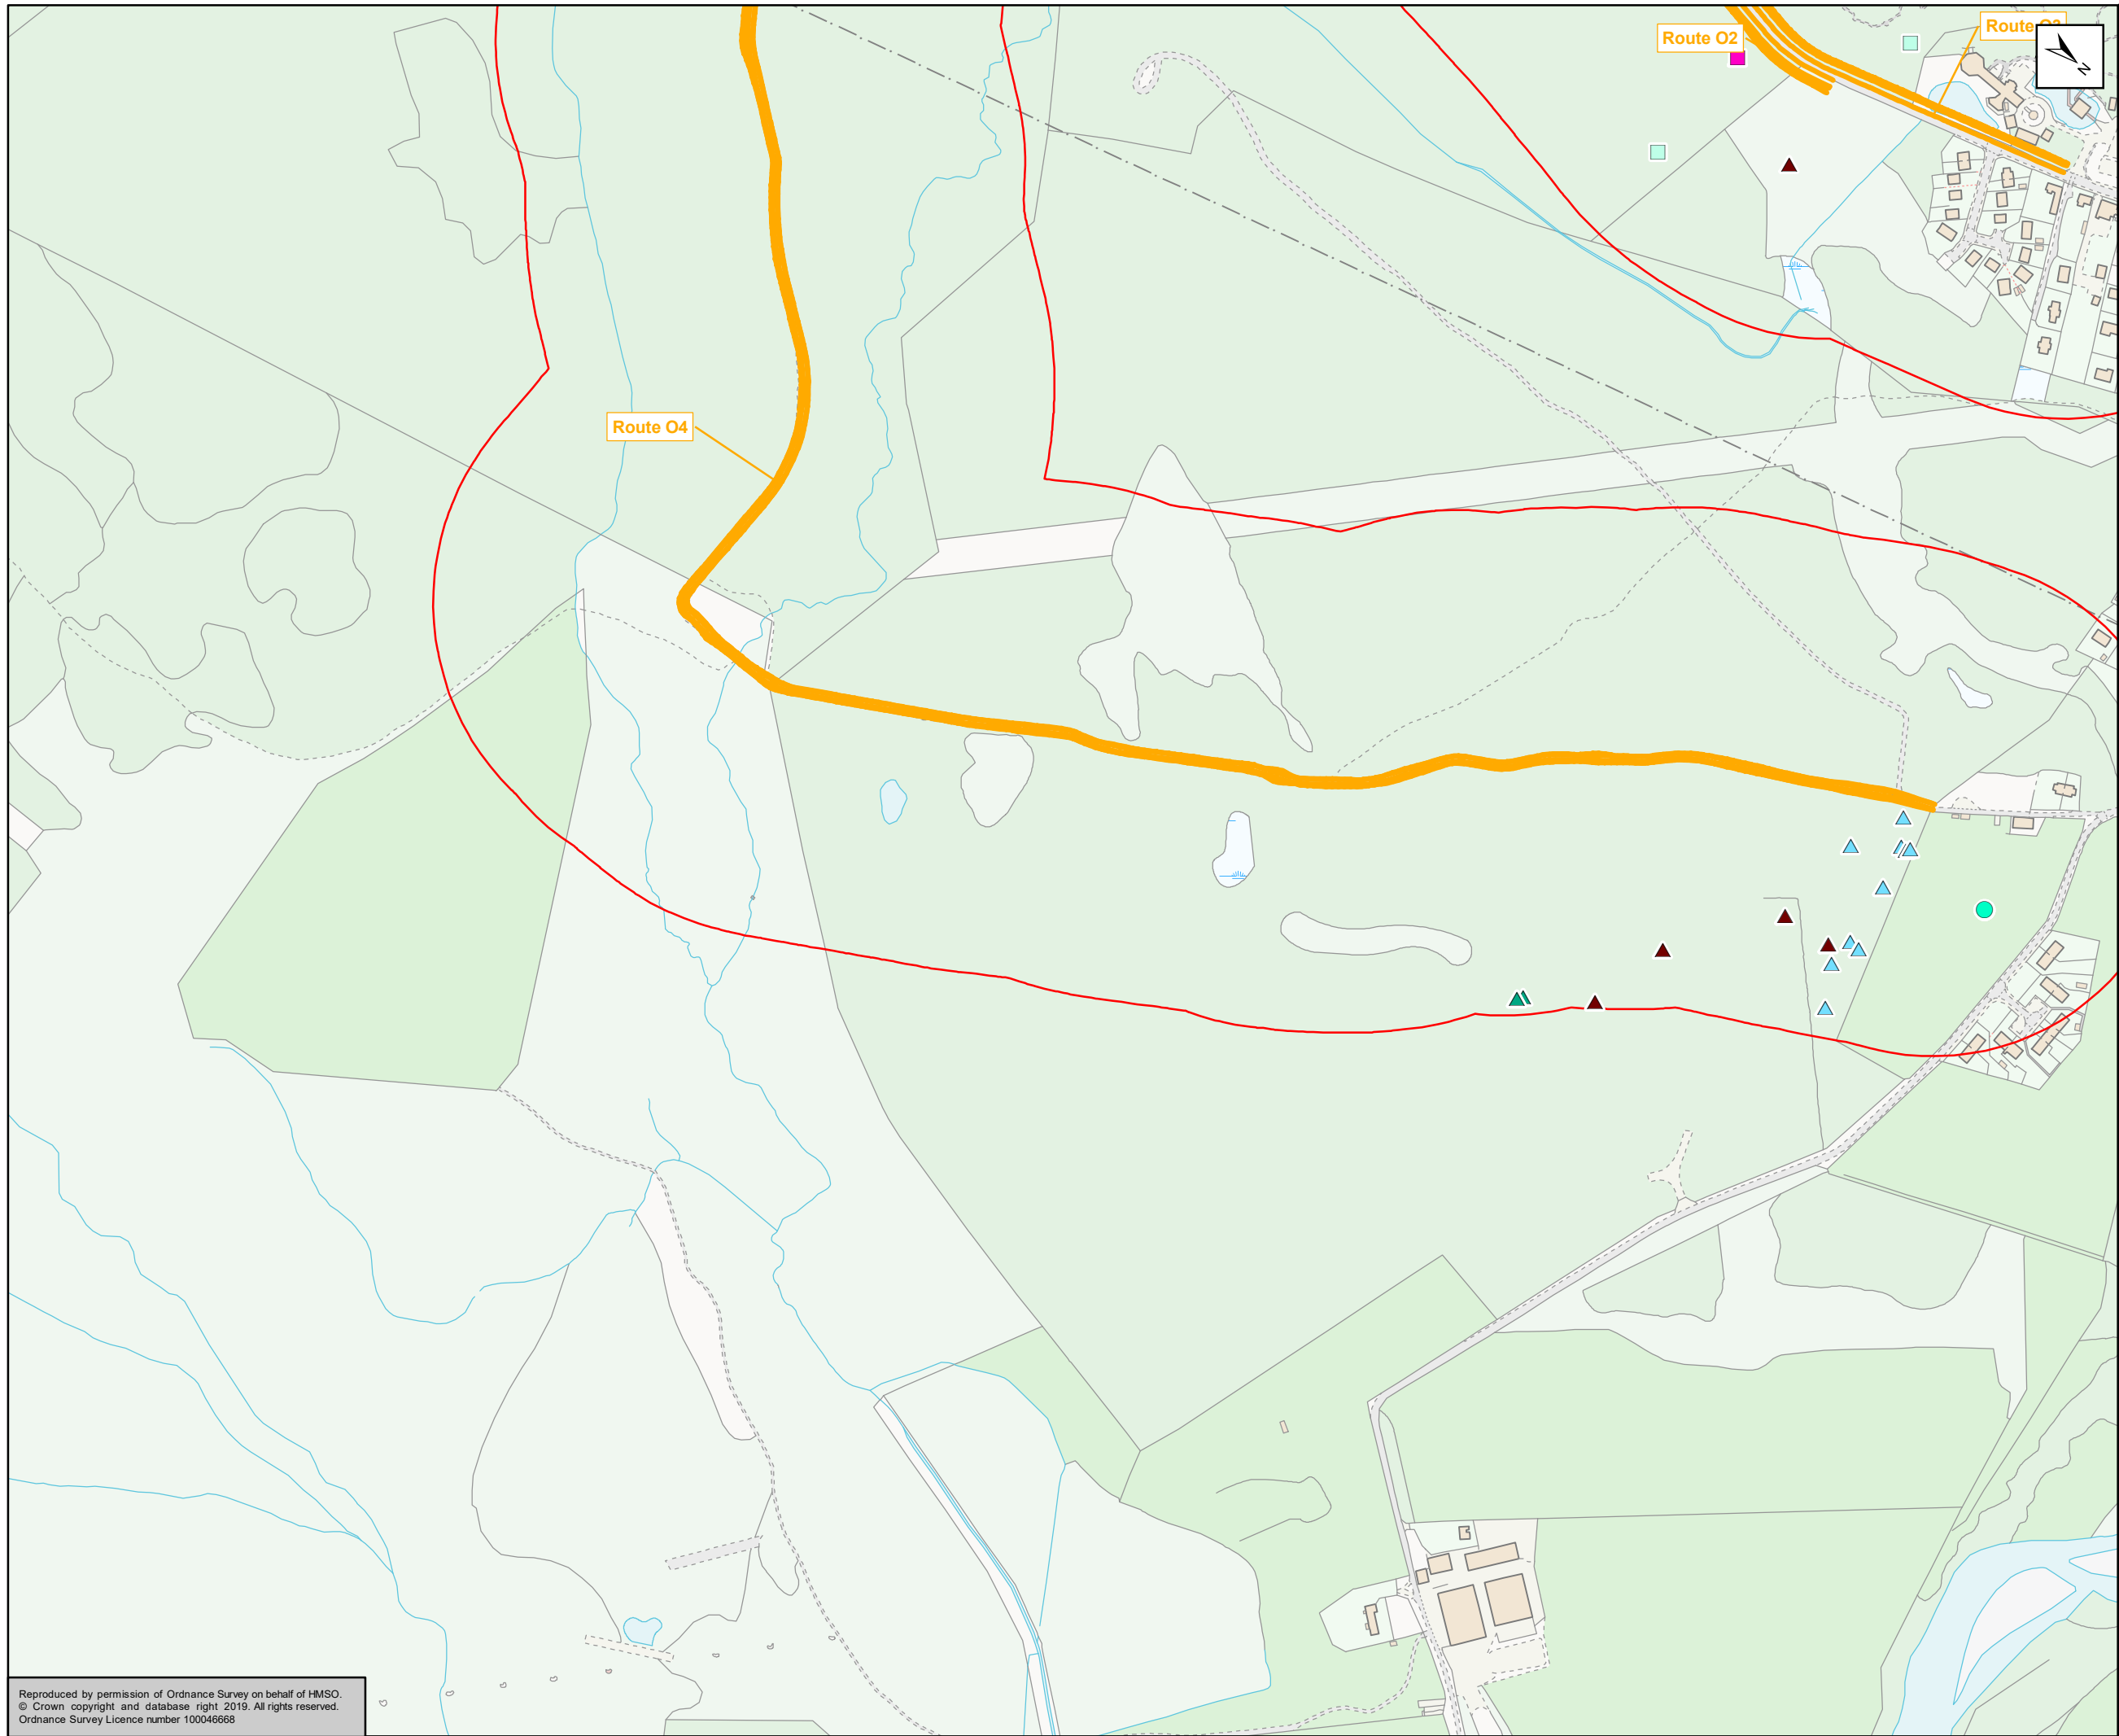 Route O2
Route
N
Route O4
Reproduced by permission of Ordnance Survey on behalf of HMSO.
© Crown copyright and database right 2019. All rights reserved.
Ordnance Survey Licence number 100046668